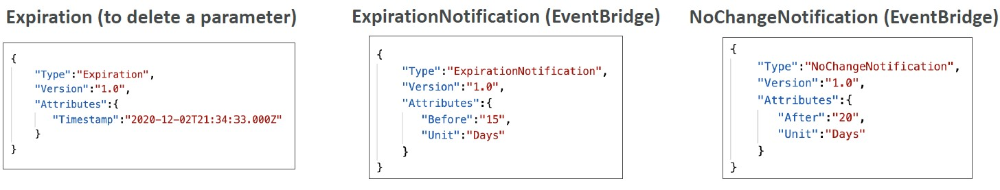 Expiration (to delete a parameter)
{
"Type":"Expiration",
"Version":"1.0",
"Attributes":{
"Timestamp":"2020-12-02T21:34:33.000Z"
}
}
ExpirationNotification (EventBridge)
{
"Type":"ExpirationNotification",
"Version":"1.0",
"Attributes":{
"Before":"15",
"Unit":"Days"
}
}
NoChangeNotification (EventBridge)
{
"Type":"NoChangeNotification",
"Version":"1.0",
"Attributes":{
"After":"20",
"Unit":"Days"
}
}